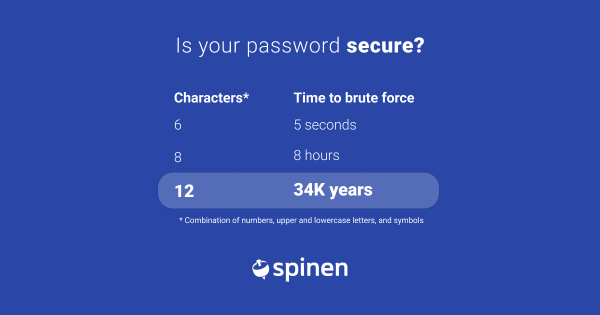 Is your password secure?
Characters* Time to brute force
6 5 seconds
8 8 hours
12 34K years
* Combination of numbers, upper and lowercase letters, and symbols
spinen